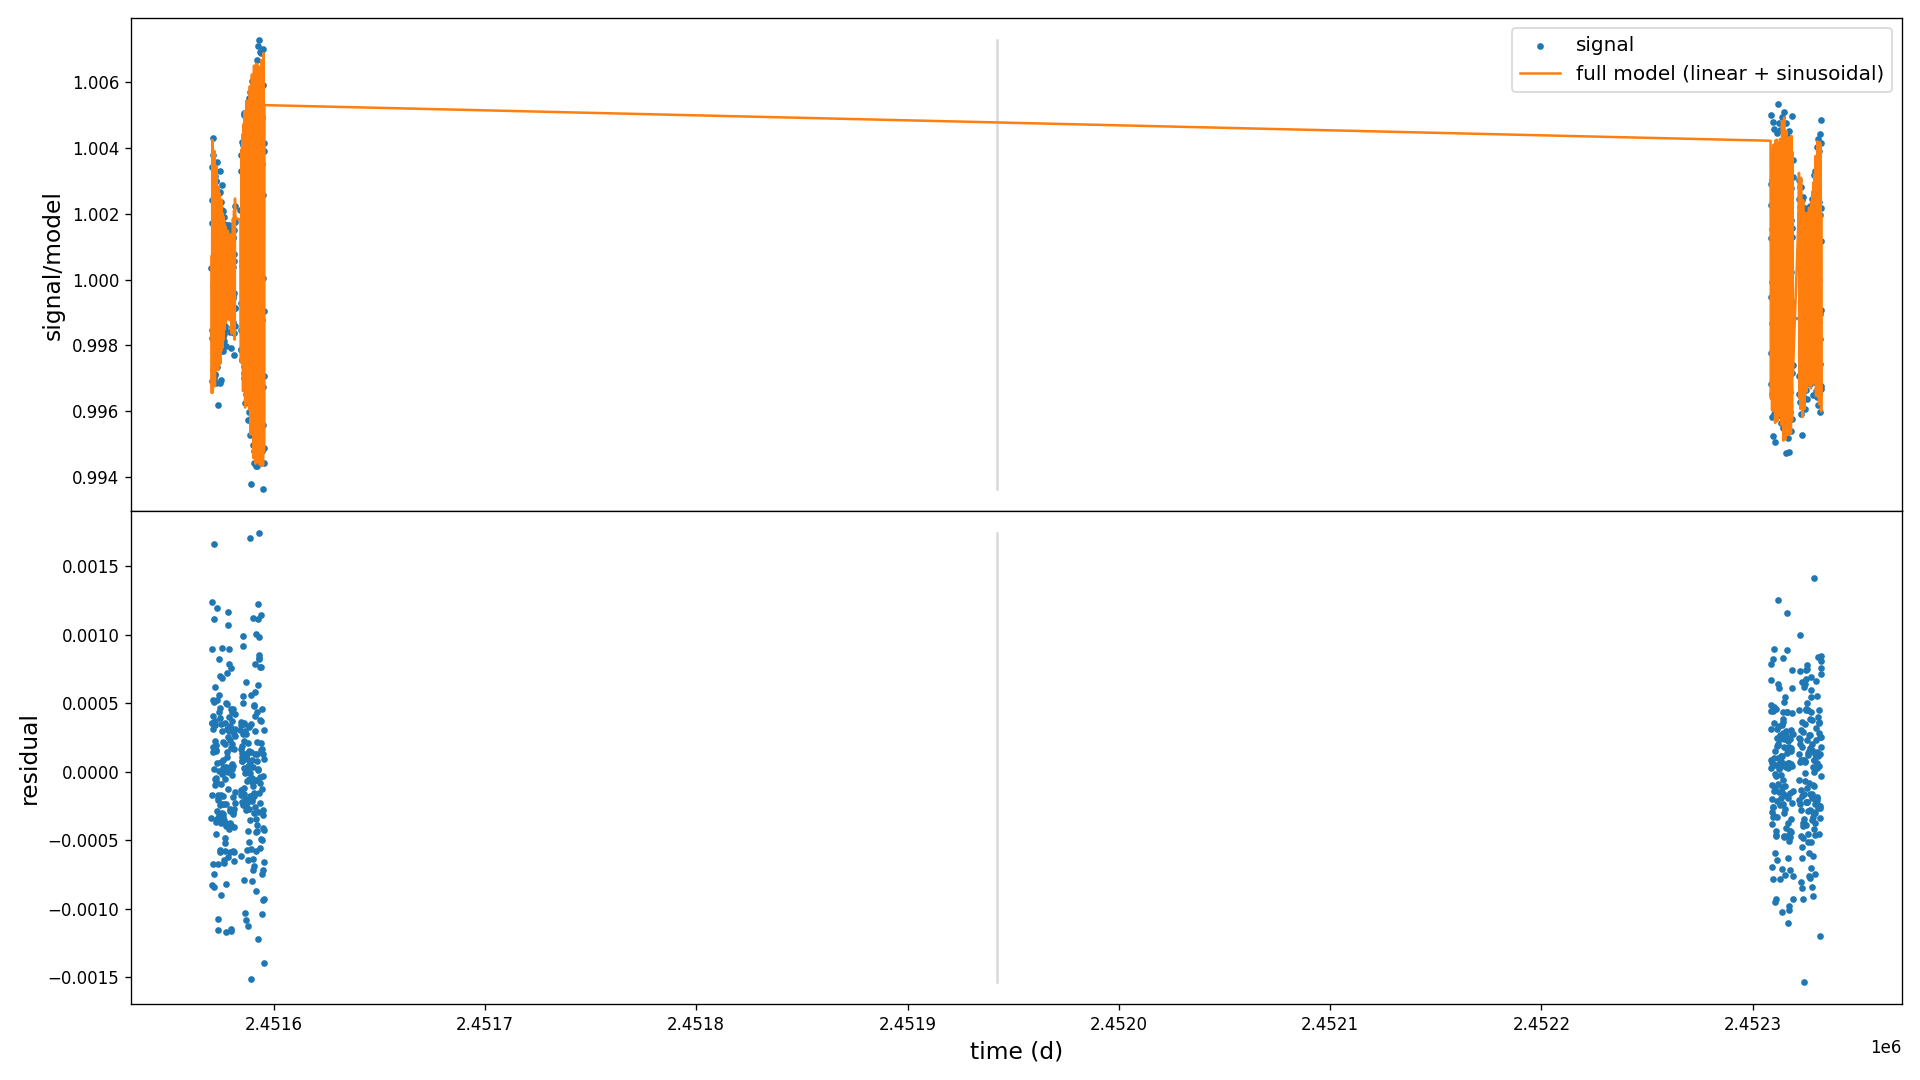 signal
full model (linear + sinusoidal)
signal/model
1.006
1.004
1.002
1.000
0.998
0.996
0.994
residual
0.0015
0.0010
0.0005
0.0000
−0.0005
−0.0010
−0.0015
2.4516 2.4517 2.4518 2.4519 2.4520 2.4521 2.4522 2.4523
1e6
time (d)